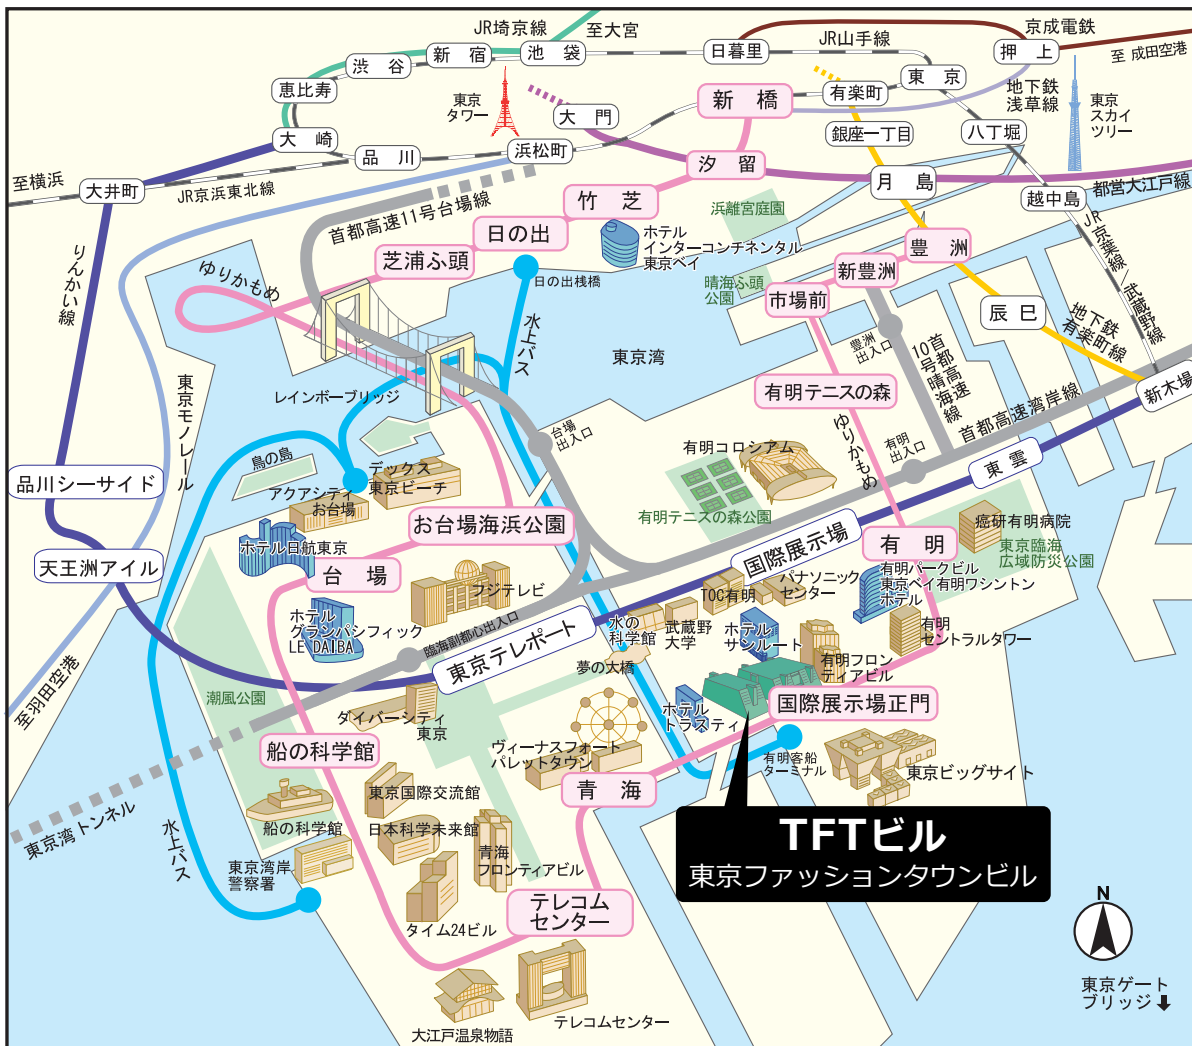 JR埼京線
至大宮
京成電鉄
新宿
池袋
日暮里
JR山手線
押上
至 成田空港
渋谷
恵比寿
東京
タワー
大門
新橋
有楽町
東京
地下鉄
浅草線
東京
スカイ
ツリー
大崎
品川
浜松町
銀座一丁目
八丁堀
汐留
至横浜
大井町
JR京浜東北線
首都高速11号台場線
竹芝
月島
越中島
都営大江戸線
浜離宮庭園
日の出
ホテル
インターコンチネンタル
東京ベイ
芝浦ふ頭
豊洲
新豊洲
JR京葉線/武蔵野線
りんかい線
ゆりかもめ
日の出桟橋
晴海ふ頭
公園
市場前
辰巳
地下鉄
有楽町線
水上バス
東京湾
豊洲
出入口
10号晴海線
首都高速
東京モノレール
レインボーブリッジ
有明テニスの森
新木場
首都高速湾岸線
台場
出入口
ゆりかもめ
有明
出入口
有明コロシアム
東雲
鳥の島
デックス
東京ビーチ
品川シーサイド
アクアシティ
お台場
お台場海浜公園
有明テニスの森公園
国際展示場
癌研有明病院
ホテル日航東京
有明
東京臨海
広域防災公園
天王洲アイル
台場
フジテレビ
TOC有明
パナソニック
センター
有明パークビル
東京ベイ有明ワシントン
ホテル
ホテル
グランパシフィック
LE DAIBA
臨海副都心出入口
東京テレポート
水の
科学館
武蔵野
大学
ホテル
サンルート
有明
セントラルタワー
夢の大橋
有明フロン
ティアビル
至羽田空港
潮風公園
ダイバーシティ
東京
ホテル
トラスティ
国際展示場正門
船の科学館
ヴィーナスフォート
パレットタウン
有明客船
ターミナル
東京ビッグサイト
東京国際交流館
青海
東京湾トンネル
水上バス
船の科学館
日本科学未来館
青海
フロンティアビル
TFTビル
東京ファッションタウンビル
東京湾岸
警察署
タイム24ビル
テレコム
センター
N
東京ゲート
ブリッジ
大江戸温泉物語
テレコムセンター